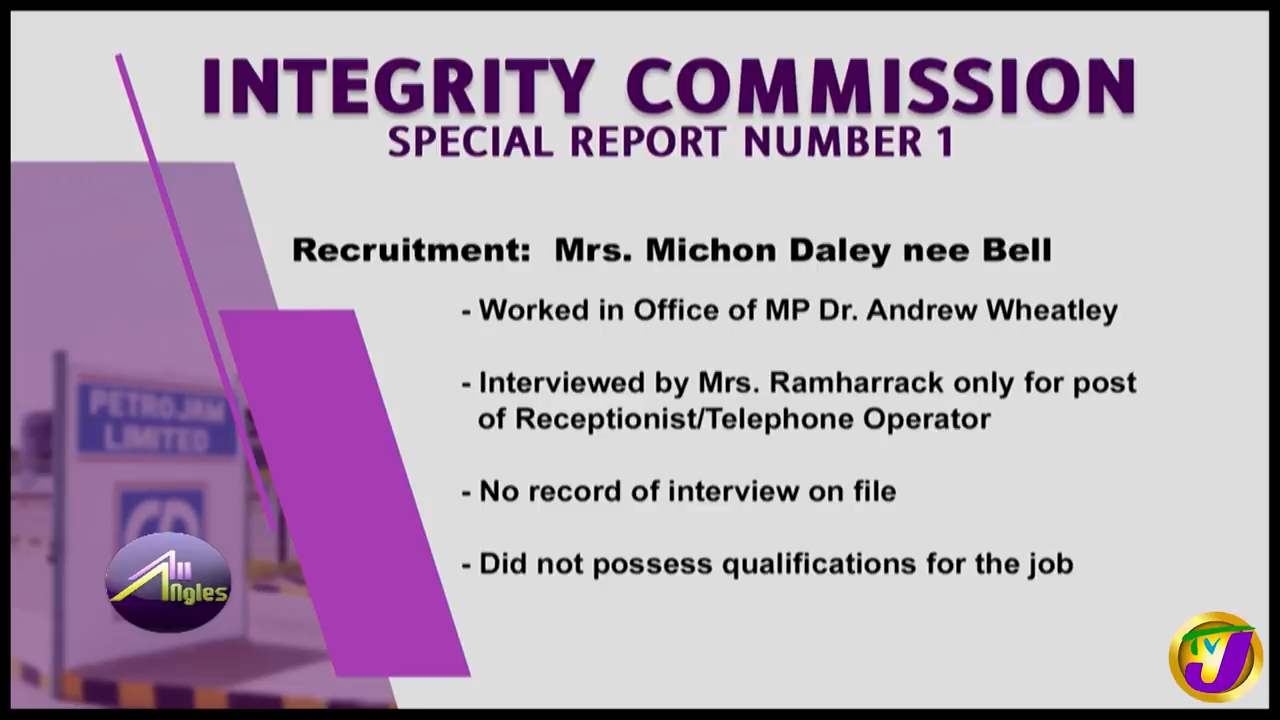 INTEGRITY COMMISSION
SPECIAL REPORT NUMBER 1
Recruitment: Mrs. Michon Daley nee Bell
- Worked in Office of MP Dr. Andrew Wheatley
- Interviewed by Mrs. Ramharrack only for post
of Receptionist/Telephone Operator
- No record of interview on file
- Did not possess qualifications for the job
PETROJAM
LIMITED
All
Angles
TVJ